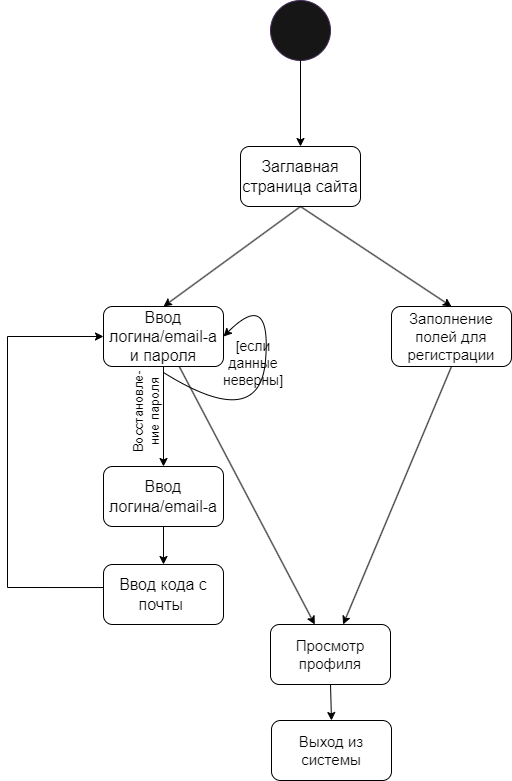 Заглавная
страница сайта
Ввод
логина/email-а
и пароля
Заполнение
полей для
регистрации
[если
данные
неверны]
Восстановле-
ние пароля
Ввод
логина/email-а
Ввод кода с
почты
Просмотр
профиля
Выход из
системы